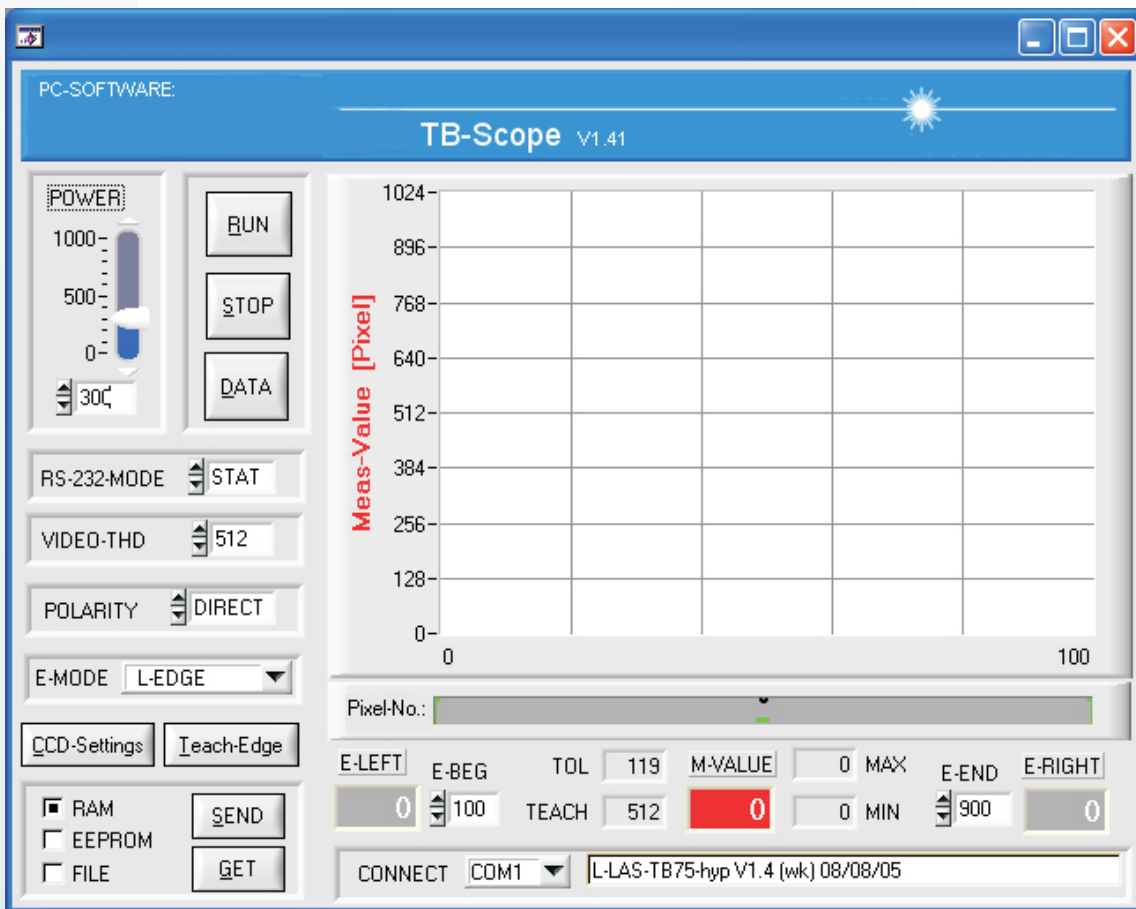 PC-SOFTWARE:
TB-Scope V1.41
POWER
1000
500
0
RUN
STOP
DATA
RS-232-MODE STAT
VIDEO-THD 512
POLARITY DIRECT
E-MODE L-EDGE
CCD-Settings Teach-Edge
RAM
EEPROM
FILE
SEND
GET
Meas-Value [Pixel]
1024
896
768
640
512
384
256
128
0
0 100
Pixel-No.:
E-LEFT
0
E-BEG
100
TOL 119
TEACH 512
M-VALUE
0
0 MAX
0 MIN
E-END
900
E-RIGHT
0
CONNECT COM1 L-LAS-TB75-hyp V1.4 (wk) 08/08/05